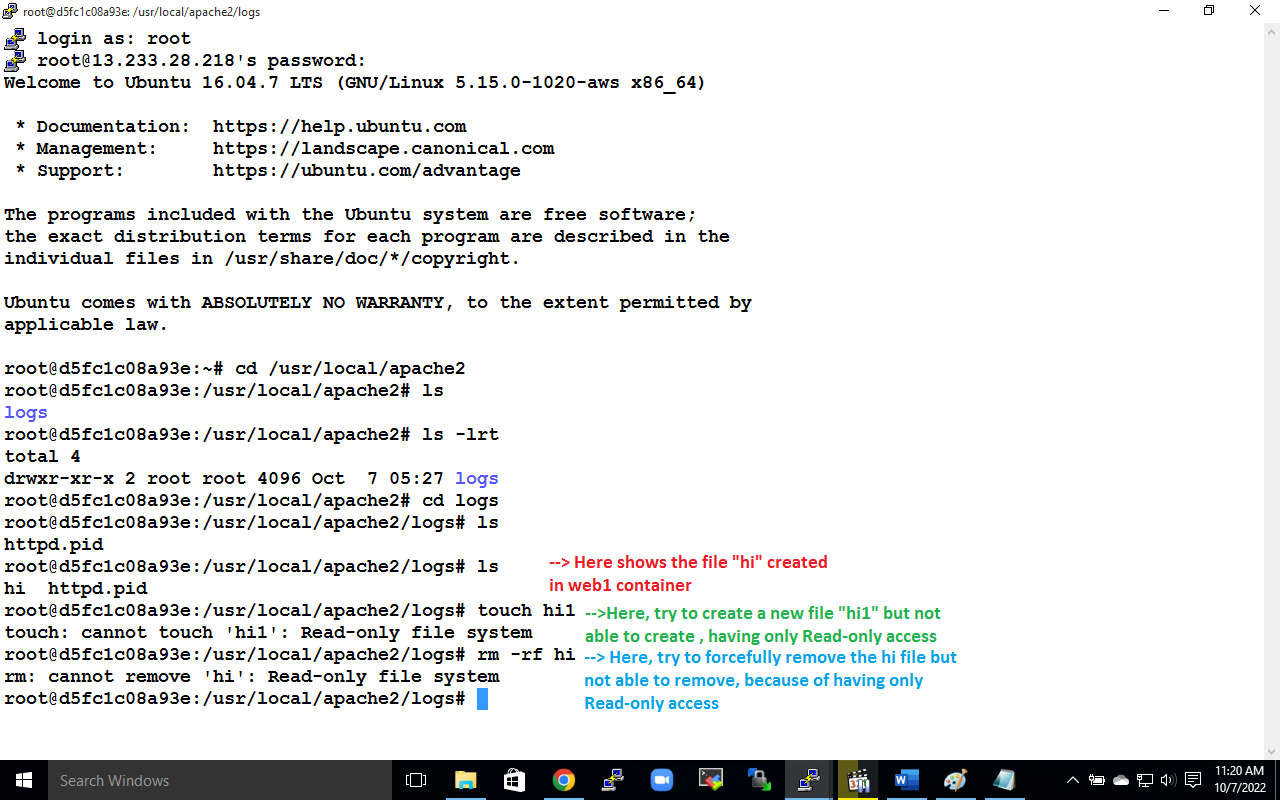 root@d5fc1c08a93e: /usr/local/apache2/logs
login as: root
root@13.233.28.218's password:
Welcome to Ubuntu 16.04.7 LTS (GNU/Linux 5.15.0-1020-aws x86_64)
* Documentation:  https://help.ubuntu.com
* Management:     https://landscape.canonical.com
* Support:        https://ubuntu.com/advantage
The programs included with the Ubuntu system are free software;
the exact distribution terms for each program are described in the
individual files in /usr/share/doc/*/copyright.
Ubuntu comes with ABSOLUTELY NO WARRANTY, to the extent permitted by
applicable law.
root@d5fc1c08a93e:~# cd /usr/local/apache2
root@d5fc1c08a93e:/usr/local/apache2# ls
logs
root@d5fc1c08a93e:/usr/local/apache2# ls -lrt
total 4
drwxr-xr-x 2 root root 4096 Oct  7 05:27 logs
root@d5fc1c08a93e:/usr/local/apache2# cd logs
root@d5fc1c08a93e:/usr/local/apache2/logs# ls
httpd.pid
root@d5fc1c08a93e:/usr/local/apache2/logs# ls
hi  httpd.pid
--> Here shows the file "hi" created
in web1 container
root@d5fc1c08a93e:/usr/local/apache2/logs# touch hi1
touch: cannot touch 'hi1': Read-only file system
-->Here, try to create a new file "hi1" but not
able to create , having only Read-only access
root@d5fc1c08a93e:/usr/local/apache2/logs# rm -rf hi
rm: cannot remove 'hi': Read-only file system
--> Here, try to forcefully remove the hi file but
not able to remove, because of having only
Read-only access
root@d5fc1c08a93e:/usr/local/apache2/logs#
Search Windows
11:20 AM
10/7/2022